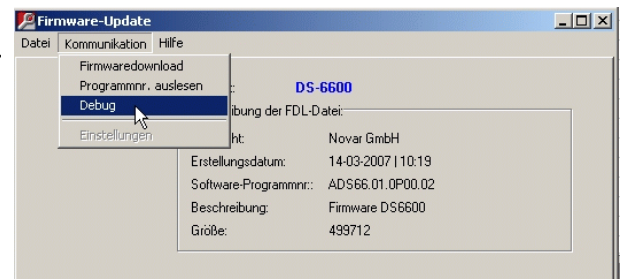 Firmware-Update
Datei Kommunikation Hilfe
Firmwaredownload
Programmnr. auslesen
Debug
Einstellungen
DS-6600
ibung der FDL-Datei:
ht: Novar GmbH
Erstellungsdatum: 14-03-2007 | 10:19
Software-Programmnr:: ADS66.01.0P00.02
Beschreibung: Firmware DS6600
Größe: 499712